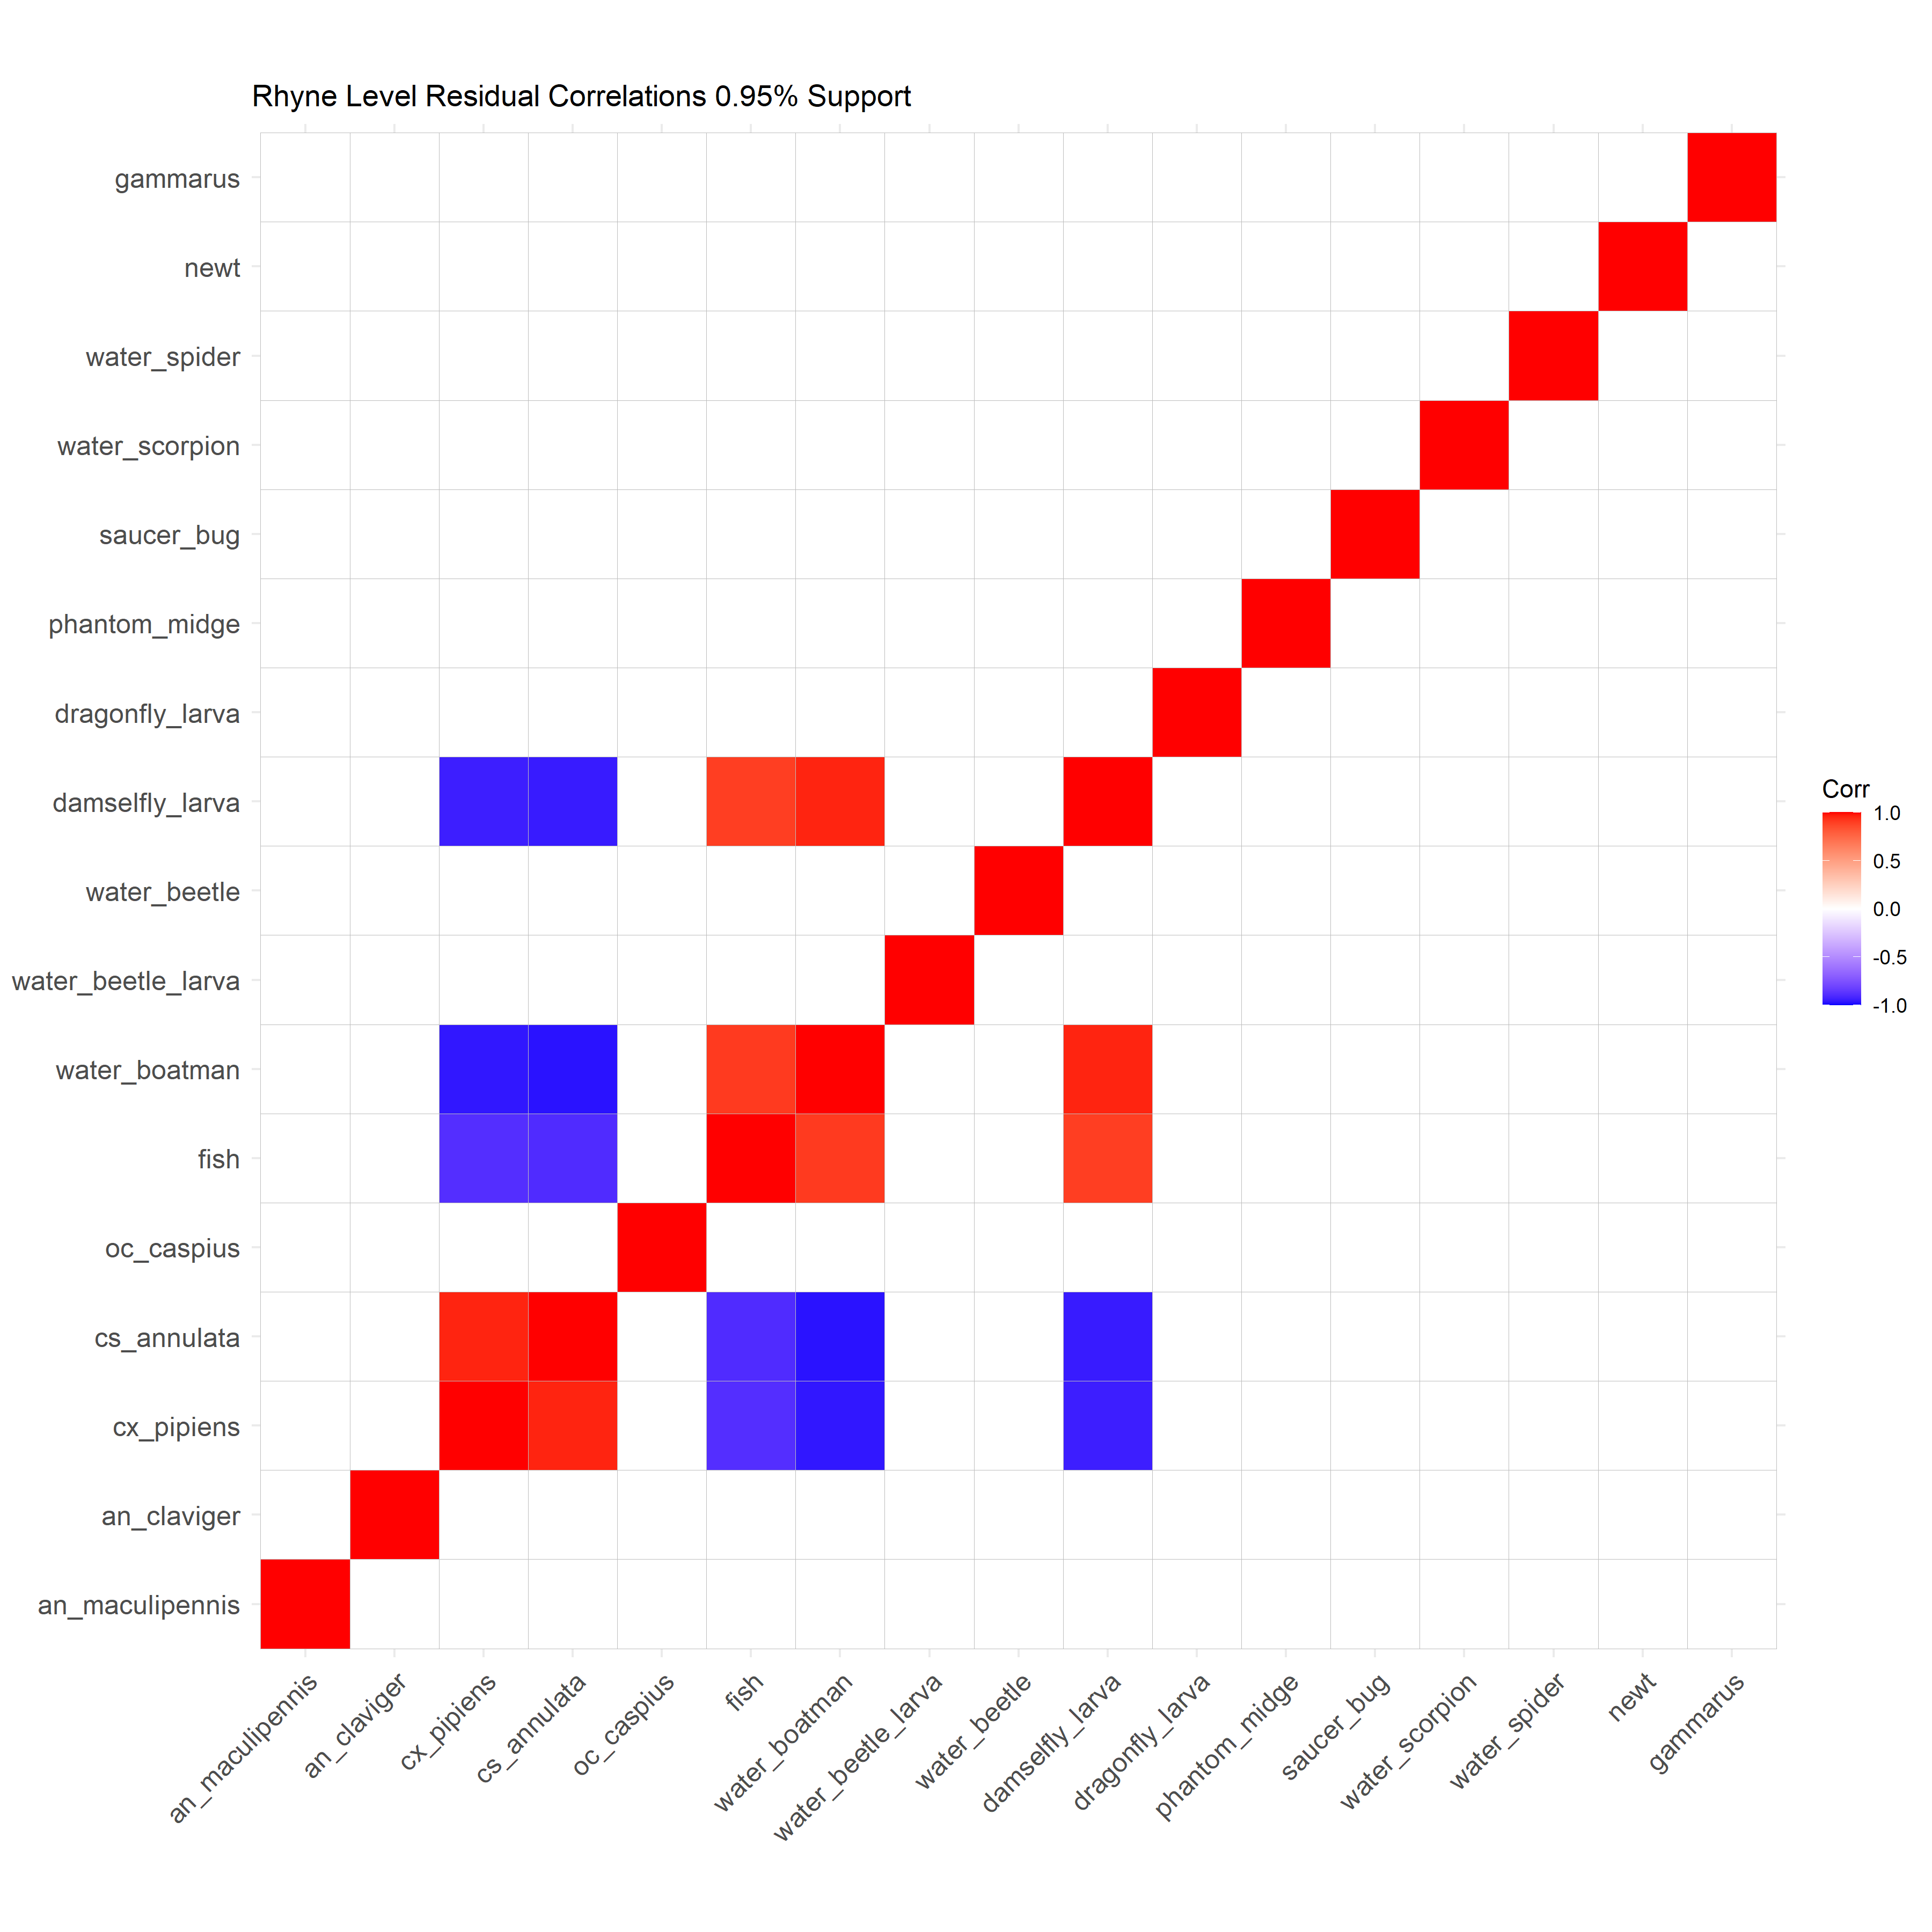 Rhyne Level Residual Correlations 0.95% Support
gammarus
newt
water_spider
water_scorpion
saucer_bug
phantom_midge
dragonfly_larva
damselfly_larva
water_beetle
water_beetle_larva
water_boatman
fish
oc_caspius
cs_annulata
cx_pipiens
an_claviger
an_maculipennis
an_maculipennis
an_claviger
cx_pipiens
cs_annulata
oc_caspius
fish
water_boatman
water_beetle_larva
water_beetle
damselfly_larva
dragonfly_larva
phantom_midge
saucer_bug
water_scorpion
water_spider
newt
gammarus
Corr
1.0
0.5
0.0
-0.5
-1.0